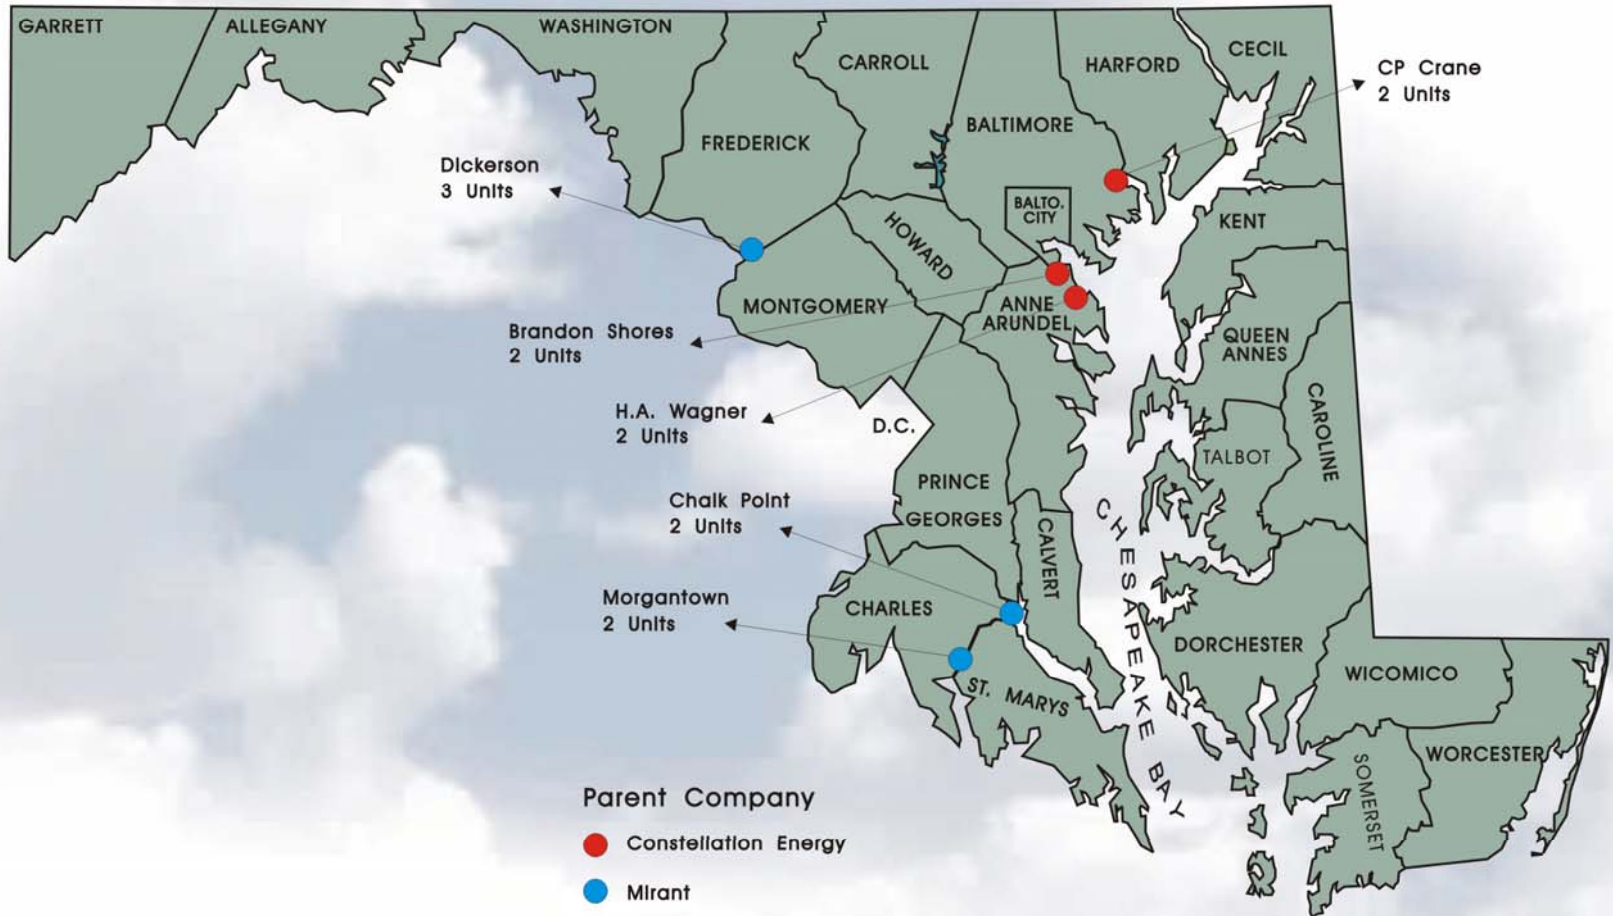 GARRETT
ALLEGANY
WASHINGTON
FREDERICK
CARROLL
BALTIMORE
HARFORD
CECIL
CP Crane
2 Units
Dickerson
3 Units
BALTO.
CITY
HOWARD
KENT
MONTGOMERY
ANNE
ARUNDEL
Brandon Shores
2 Units
QUEEN
ANNES
H.A. Wagner
2 Units
D.C.
CAROLINE
TALBOT
PRINCE
GEORGES
Chalk Point
2 Units
CALVERT
CHESAPEAKE BAY
Morgantown
2 Units
CHARLES
DORCHESTER
WICOMICO
ST. MARYS
WORCESTER
SOMERSET
Parent Company
Constellation Energy
Mirant